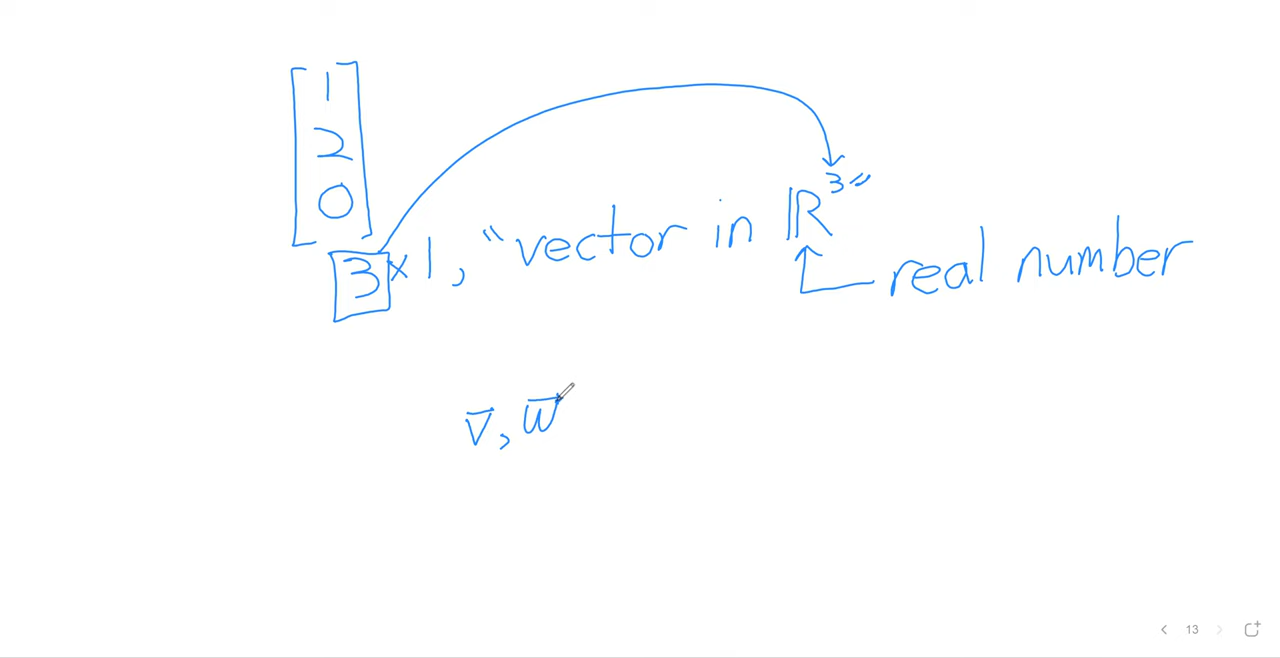 1
2
0
3×1, "vector in ℝ³"
real number
v̅, w̅
13